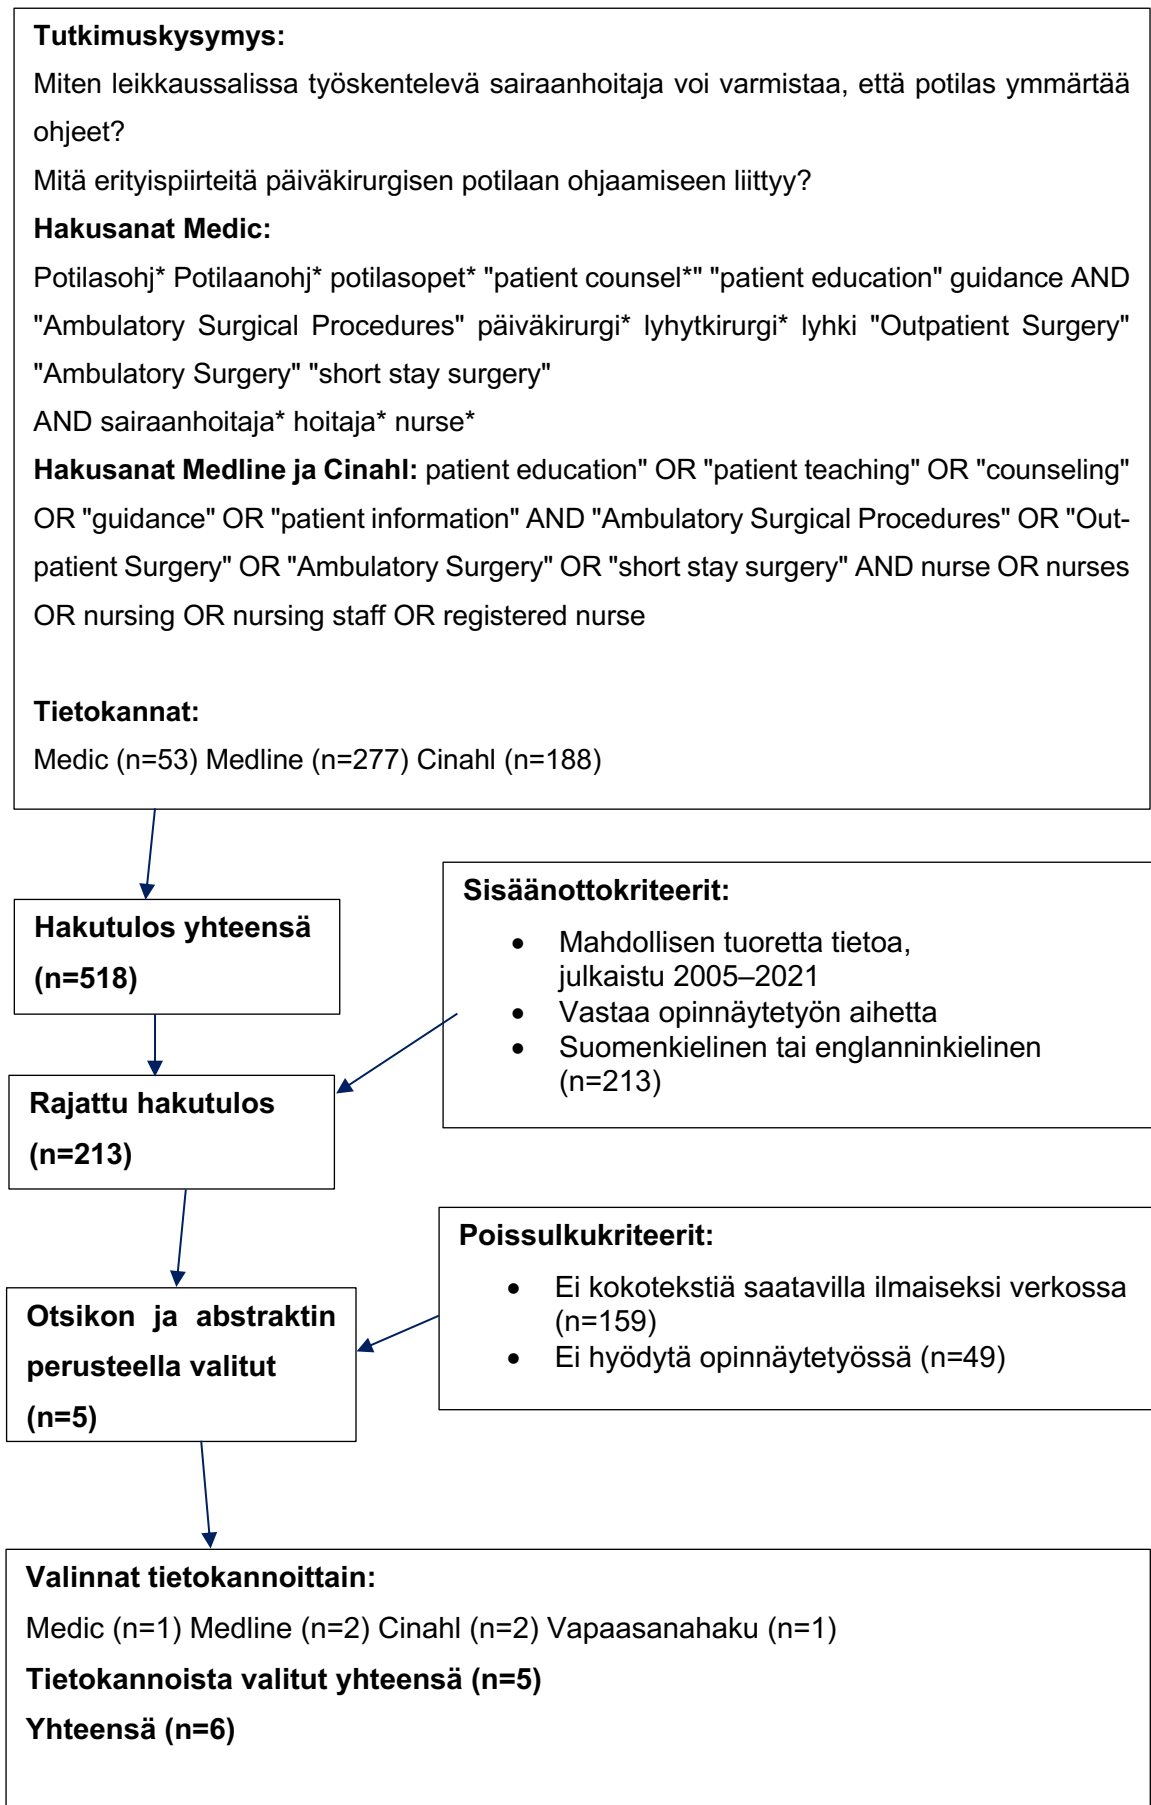 Tutkimuskysymys:
Miten leikkaussalissa työskentelevä sairaanhoitaja voi varmistaa, että potilas ymmärtää
ohjeet?
Mitä erityispiirteitä päiväkirurgisen potilaan ohjaamiseen liittyy?
Hakusanat Medic:
Potilasohj* Potilaanohj* potilasopet* "patient counsel*" "patient education" guidance AND
"Ambulatory Surgical Procedures" päiväkirurgi* lyhytkirurgi* lyhki "Outpatient Surgery"
"Ambulatory Surgery" "short stay surgery"
AND sairaanhoitaja* hoitaja* nurse*
Hakusanat Medline ja Cinahl: patient education" OR "patient teaching" OR "counseling"
OR "guidance" OR "patient information" AND "Ambulatory Surgical Procedures" OR "Out-
patient Surgery" OR "Ambulatory Surgery" OR "short stay surgery" AND nurse OR nurses
OR nursing OR nursing staff OR registered nurse
Tietokannat:
Medic (n=53) Medline (n=277) Cinahl (n=188)
Hakutulos yhteensä
(n=518)
Sisäänottokriteerit:
• Mahdollisen tuoretta tietoa,
julkaistu 2005–2021
• Vastaa opinnäytetyön aihetta
• Suomenkielinen tai englanninkielinen
(n=213)
Rajattu hakutulos
(n=213)
Poissulkukriteerit:
• Ei kokotekstiä saatavilla ilmaiseksi verkossa
(n=159)
• Ei hyödytä opinnäytetyössä (n=49)
Otsikon ja abstraktin
perusteella valitut
(n=5)
Valinnat tietokannoittain:
Medic (n=1) Medline (n=2) Cinahl (n=2) Vapaasanahaku (n=1)
Tietokannoista valitut yhteensä (n=5)
Yhteensä (n=6)